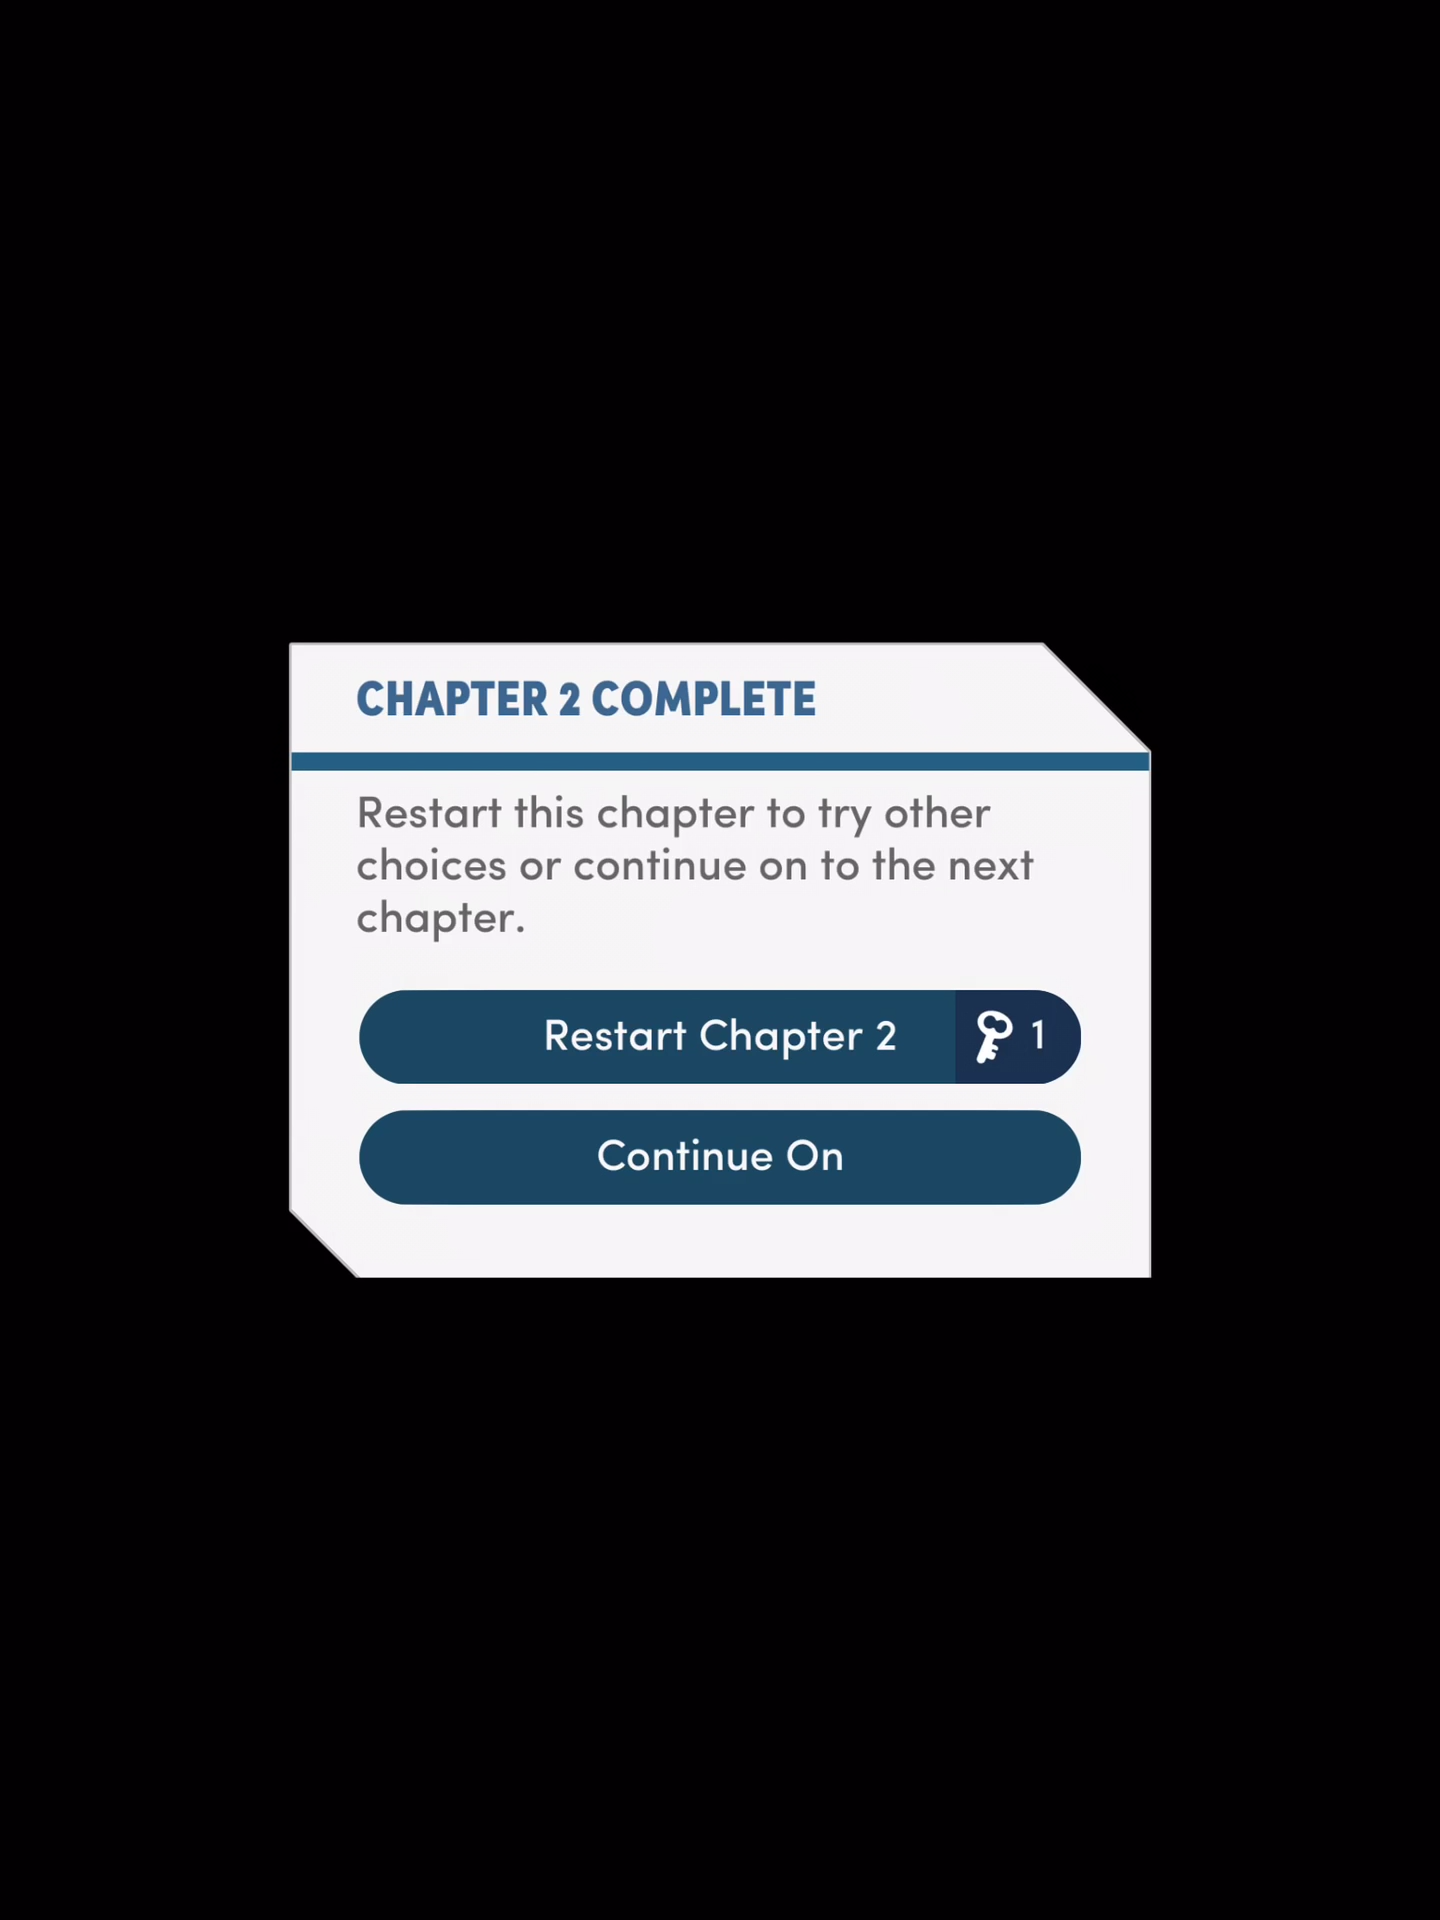 CHAPTER 2 COMPLETE
Restart this chapter to try other
choices or continue on to the next
chapter.
Restart Chapter 2 1
Continue On